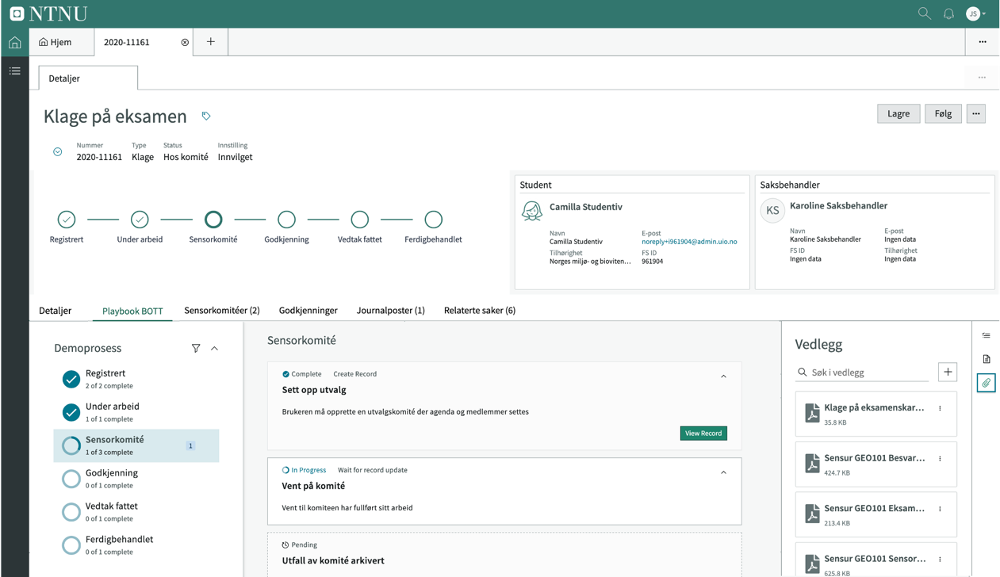 NTNU
JS
Hjem
2020-11161
Detaljer
Klage på eksamen
Lagre
Følg
Nummer
Type
Status
Innstilling
2020-11161
Klage
Hos komité
Innvilget
Registrert
Under arbeid
Sensorkomité
Godkjenning
Vedtak fattet
Ferdigbehandlet
Student
Camilla Studentiv
Navn
Camilla Studentiv
E-post
noreply+i961904@admin.uio.no
Tilhørighet
Norges miljø- og bioviten...
FS ID
961904
Saksbehandler
KS
Karoline Saksbehandler
Navn
Karoline Saksbehandler
E-post
Ingen data
FS ID
Ingen data
Tilhørighet
Ingen data
Detaljer
Playbook BOTT
Sensorkomitéer (2)
Godkjenninger
Journalposter (1)
Relaterte saker (6)
Demoprosess
Registrert
2 of 2 complete
Under arbeid
1 of 1 complete
Sensorkomité
1 of 3 complete
1
Godkjenning
0 of 1 complete
Vedtak fattet
0 of 1 complete
Ferdigbehandlet
0 of 1 complete
Sensorkomité
Complete
Create Record
Sett opp utvalg
Brukeren må opprette en utvalgskomité der agenda og medlemmer settes
View Record
In Progress
Wait for record update
Vent på komité
Vent til komiteen har fullført sitt arbeid
Pending
Utfall av komité arkivert
Vedlegg
Søk i vedlegg
Klage på eksamenskar...
35.8 KB
Sensur GEO101 Besvar...
424.7 KB
Sensur GEO101 Eksam...
213.4 KB
Sensur GEO101 Sensor...
625.8 KB